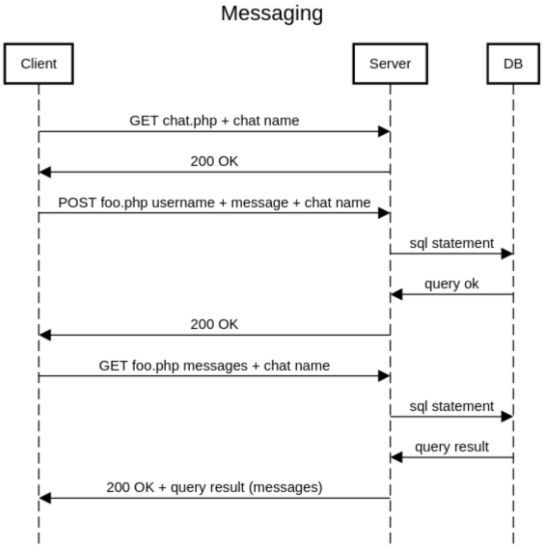 Messaging
Client
Server
DB
GET chat.php + chat name
200 OK
POST foo.php username + message + chat name
sql statement
query ok
200 OK
GET foo.php messages + chat name
sql statement
query result
200 OK + query result (messages)